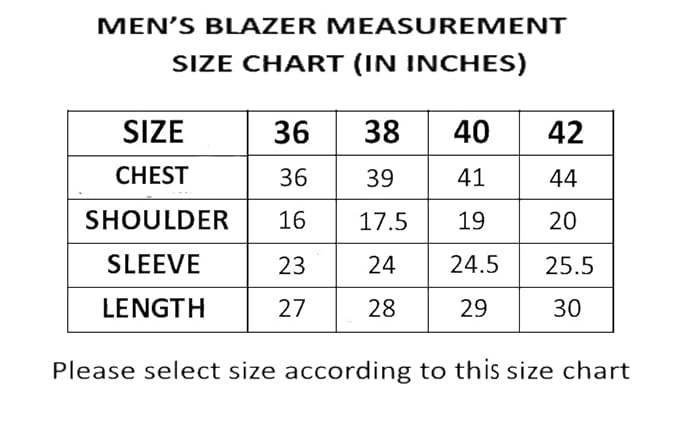 MEN’S BLAZER MEASUREMENT
SIZE CHART (IN INCHES)
SIZE 36 38 40 42
CHEST 36 39 41 44
SHOULDER 16 17.5 19 20
SLEEVE 23 24 24.5 25.5
LENGTH 27 28 29 30
Please select size according to this size chart